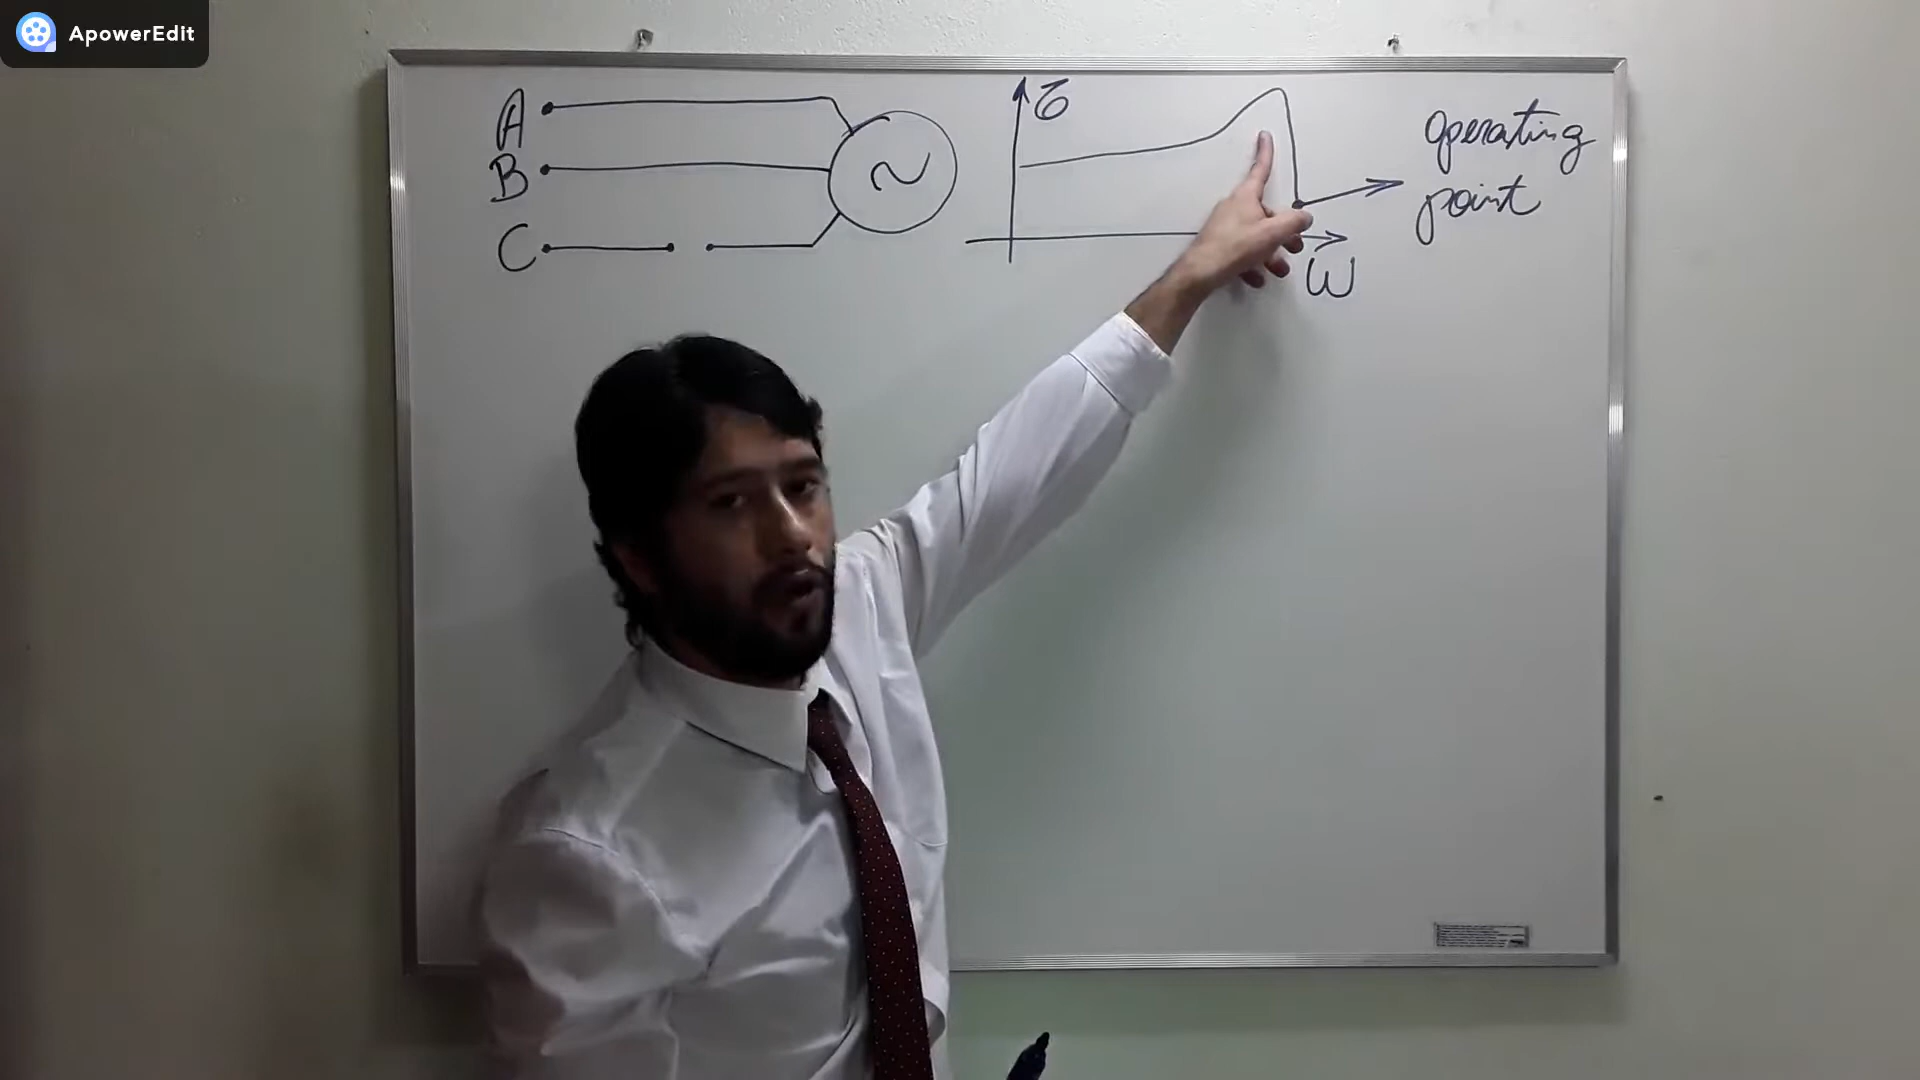 ApowerEdit
A
B
C
~
τ
operating
point
ω